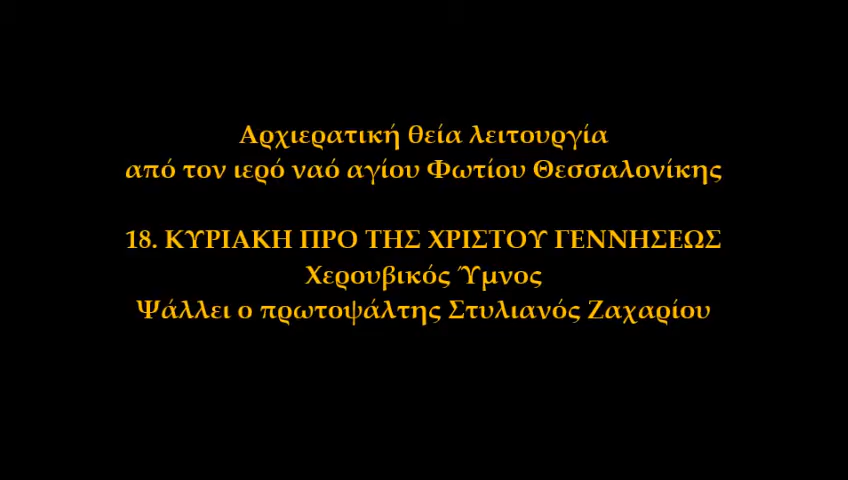 Αρχιερατική θεία λειτουργία
από τον ιερό ναό αγίου Φωτίου Θεσσαλονίκης
18. ΚΥΡΙΑΚΗ ΠΡΟ ΤΗΣ ΧΡΙΣΤΟΥ ΓΕΝΝΗΣΕΩΣ
Χερουβικός Ύμνος
Ψάλλει ο πρωτοψάλτης Στυλιανός Ζαχαρίου